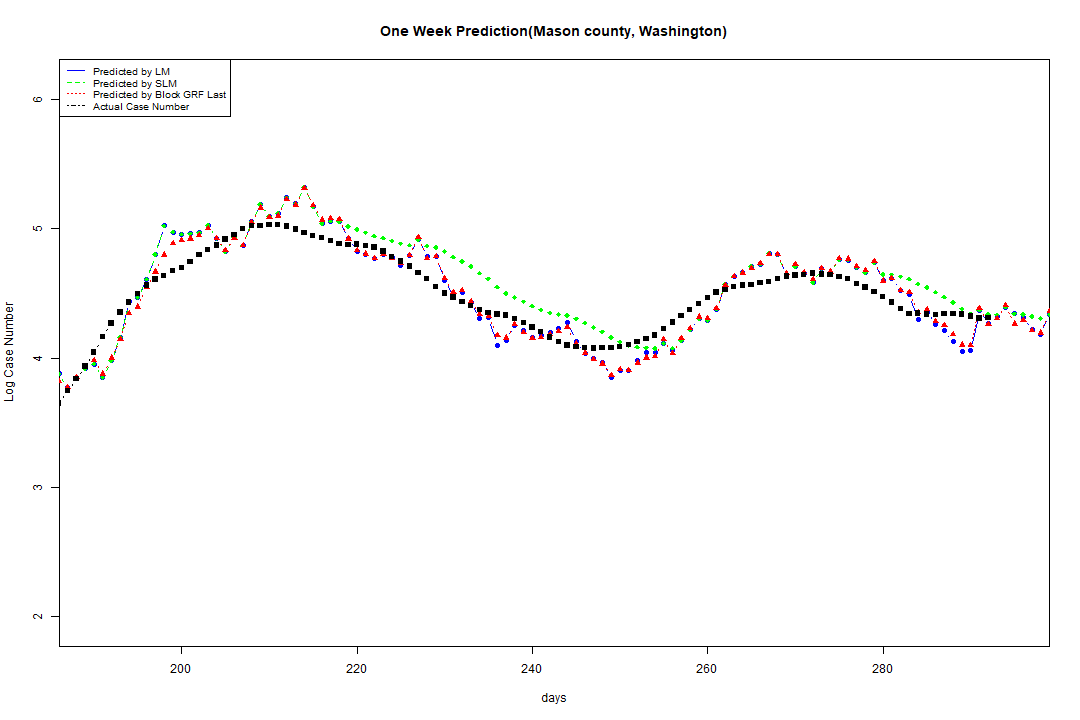 One Week Prediction(Mason county, Washington)
Predicted by LM
Predicted by SLM
Predicted by Block GRF Last
Actual Case Number
6
5
4
3
2
Log Case Number
200 220 240 260 280
days